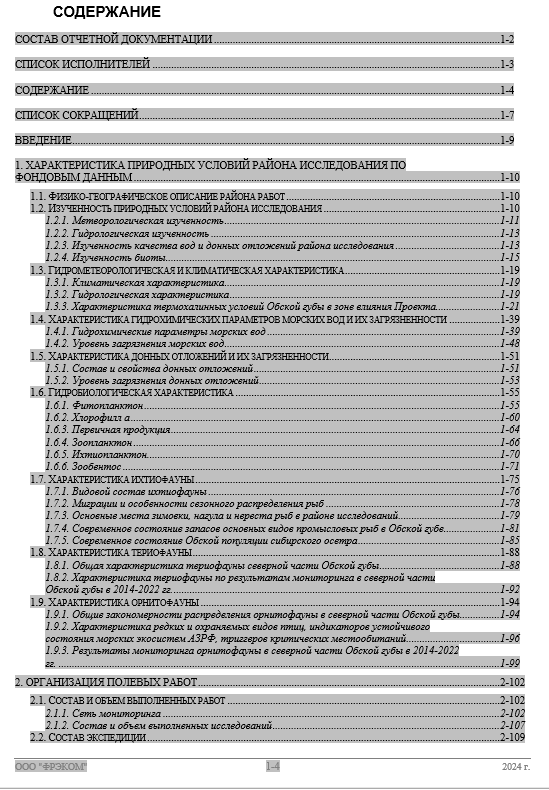 СОДЕРЖАНИЕ
СОСТАВ ОТЧЕТНОЙ ДОКУМЕНТАЦИИ 1-2
СПИСОК ИСПОЛНИТЕЛЕЙ 1-3
СОДЕРЖАНИЕ 1-4
СПИСОК СОКРАЩЕНИЙ 1-7
ВВЕДЕНИЕ 1-9
1. ХАРАКТЕРИСТИКА ПРИРОДНЫХ УСЛОВИЙ РАЙОНА ИССЛЕДОВАНИЯ ПО
ФОНДОВЫМ ДАННЫМ 1-10
1.1. ФИЗИКО-ГЕОГРАФИЧЕСКОЕ ОПИСАНИЕ РАЙОНА РАБОТ 1-10
1.2. ИЗУЧЕННОСТЬ ПРИРОДНЫХ УСЛОВИЙ РАЙОНА ИССЛЕДОВАНИЯ 1-10
1.2.1. Метеорологическая изученность 1-11
1.2.2. Гидрологическая изученность 1-13
1.2.3. Изученность качества вод и донных отложений района исследования 1-13
1.2.4. Изученность биоты 1-15
1.3. ГИДРОМЕТЕОРОЛОГИЧЕСКАЯ И КЛИМАТИЧЕСКАЯ ХАРАКТЕРИСТИКА 1-19
1.3.1. Климатическая характеристика 1-19
1.3.2. Гидрологическая характеристика 1-19
1.3.3. Характеристика термохалинных условий Обской губы в зоне влияния Проекта 1-21
1.4. ХАРАКТЕРИСТИКА ГИДРОХИМИЧЕСКИХ ПАРАМЕТРОВ МОРСКИХ ВОД И ИХ ЗАГРЯЗНЕННОСТИ 1-39
1.4.1. Гидрохимические параметры морских вод 1-39
1.4.2. Уровень загрязнения морских вод 1-48
1.5. ХАРАКТЕРИСТИКА ДОННЫХ ОТЛОЖЕНИЙ И ИХ ЗАГРЯЗНЕННОСТИ 1-51
1.5.1. Состав и свойства донных отложений 1-51
1.5.2. Уровень загрязнения донных отложений 1-53
1.6. ГИДРОБИОЛОГИЧЕСКАЯ ХАРАКТЕРИСТИКА 1-55
1.6.1. Фитопланктон 1-55
1.6.2. Хлорофилл а 1-60
1.6.3. Первичная продукция 1-64
1.6.4. Зоопланктон 1-66
1.6.5. Ихтиопланктон 1-70
1.6.6. Зообентос 1-71
1.7. ХАРАКТЕРИСТИКА ИХТИОФАУНЫ 1-75
1.7.1. Видовой состав ихтиофауны 1-76
1.7.2. Миграции и особенности сезонного распределения рыб 1-78
1.7.3. Основные места зимовки, нагула и нереста рыб в районе исследований 1-79
1.7.4. Современное состояние запасов основных видов промысловых рыб в Обской губе 1-81
1.7.5. Современное состояние Обской популяции сибирского осетра 1-85
1.8. ХАРАКТЕРИСТИКА ТЕРИОФАУНЫ 1-88
1.8.1. Общая характеристика териофауны северной части Обской губы 1-88
1.8.2. Характеристика териофауны по результатам мониторинга в северной части
Обской губы в 2014-2022 гг. 1-92
1.9. ХАРАКТЕРИСТИКА ОРНИТОФАУНЫ 1-94
1.9.1. Общие закономерности распределения орнитофауны в северной части Обской губы 1-94
1.9.2. Характеристика редких и охраняемых видов птиц, индикаторов устойчивого
состояния морских экосистем АЗРФ, триггеров критических местообитаний 1-96
1.9.3. Результаты мониторинга орнитофауны в северной части Обской губы в 2014-2022
гг. 1-99
2. ОРГАНИЗАЦИЯ ПОЛЕВЫХ РАБОТ 2-102
2.1. СОСТАВ И ОБЪЕМ ВЫПОЛНЕННЫХ РАБОТ 2-102
2.1.1. Сеть мониторинга 2-102
2.1.2. Состав и объем выполненных исследований 2-107
2.2. СОСТАВ ЭКСПЕДИЦИИ 2-109
ООО "ФРЭКОМ" 1-4 2024 г.